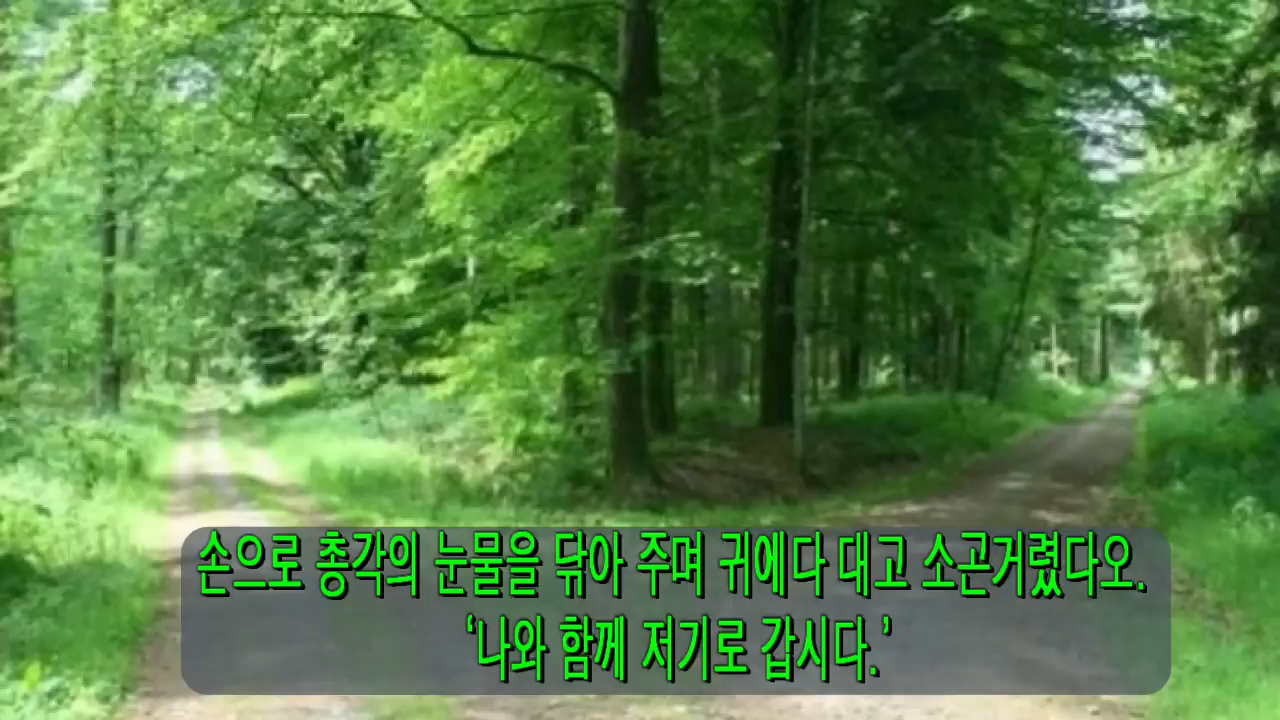 손으로 총각의 눈물을 닦아 주며 귀에다 대고 소곤거렸다오.
‘나와 함께 저기로 갑시다.’